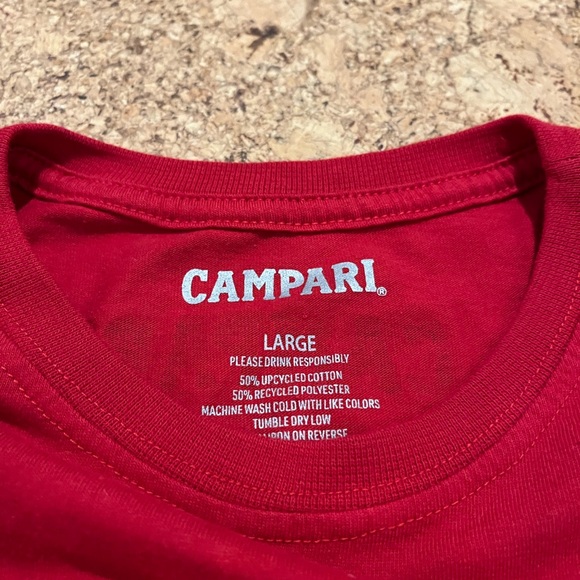 CAMPARI®
LARGE
PLEASE DRINK RESPONSIBLY
50% UPCYCLED COTTON
50% RECYCLED POLYESTER
MACHINE WASH COLD WITH LIKE COLORS
TUMBLE DRY LOW
IRON ON REVERSE